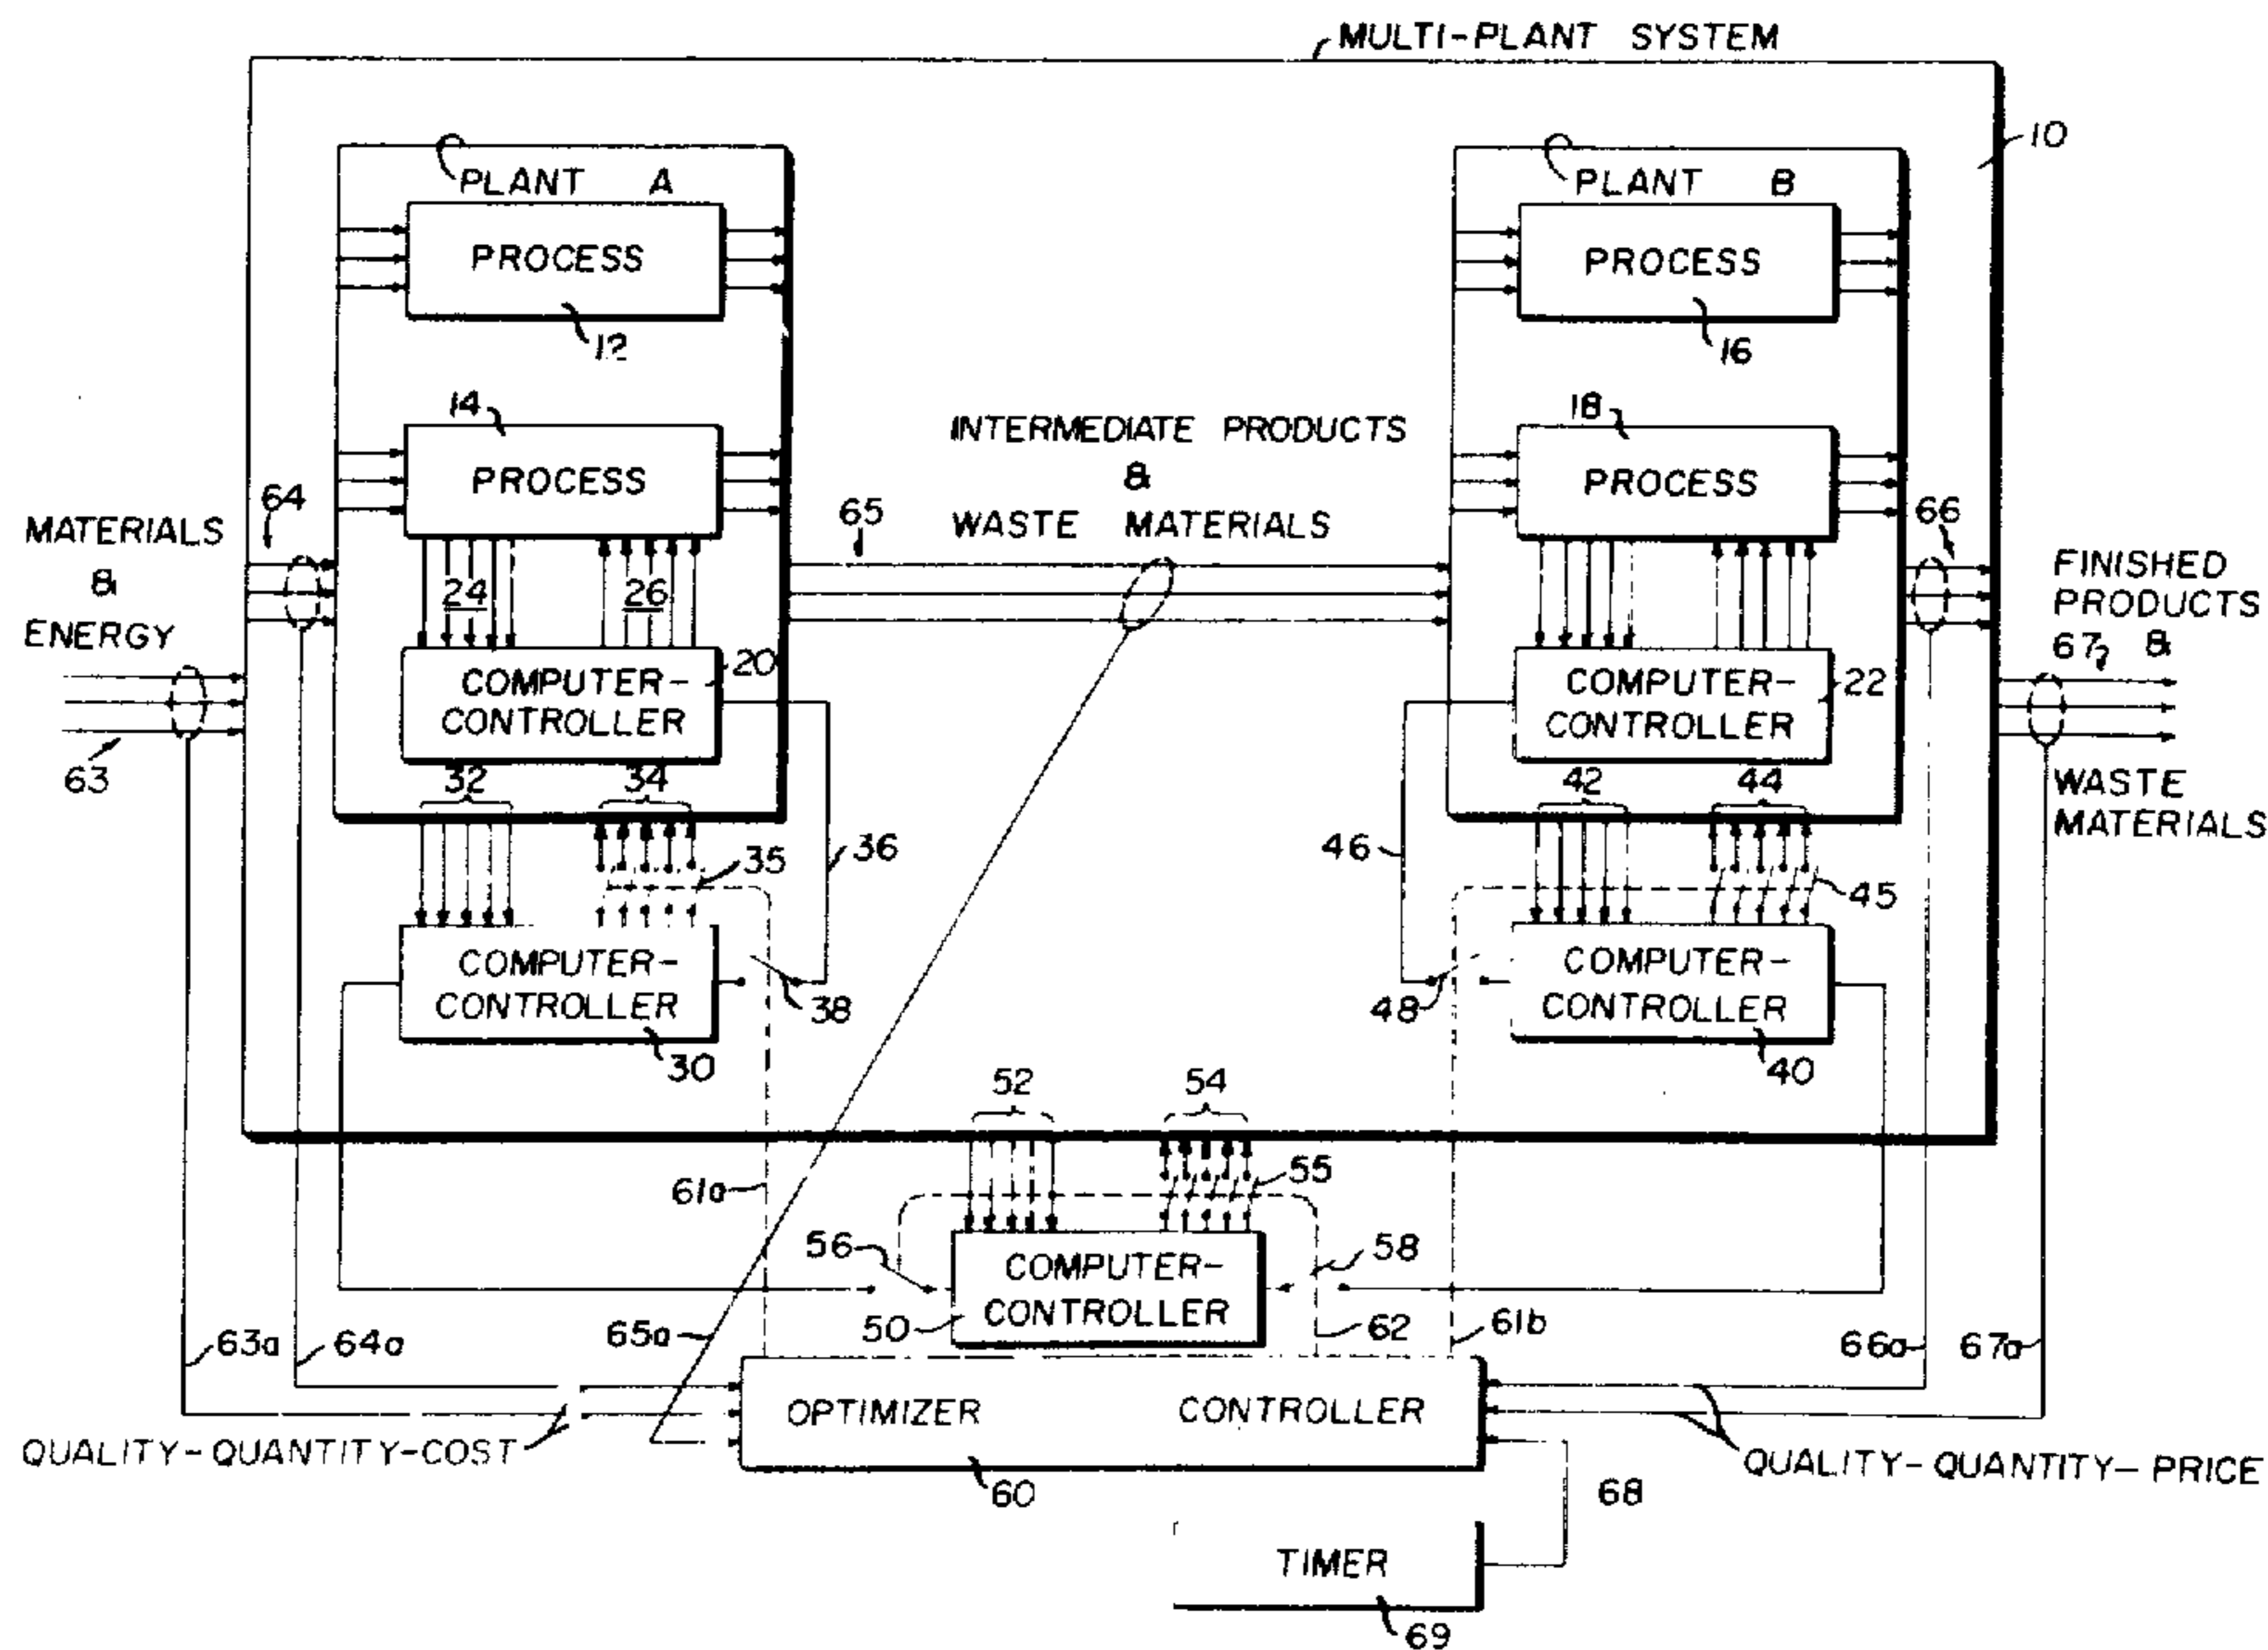 MULTI-PLANT SYSTEM
10
PLANT A
PROCESS
12
14
PROCESS
24
26
20
COMPUTER-
CONTROLLER
32
34
35
36
38
COMPUTER-
CONTROLLER
30
PLANT B
PROCESS
16
18
PROCESS
COMPUTER-
CONTROLLER
22
42
44
45
46
48
COMPUTER-
CONTROLLER
40
INTERMEDIATE PRODUCTS
&
WASTE MATERIALS
65
64
MATERIALS
&
ENERGY
63
66
FINISHED
PRODUCTS
67 &
WASTE
MATERIALS
52
54
55
56
58
COMPUTER-
CONTROLLER
50
61a
62
61b
63a
64a
65a
66a
67a
OPTIMIZER CONTROLLER
60
QUALITY-QUANTITY-COST
QUALITY-QUANTITY-PRICE
68
TIMER
69